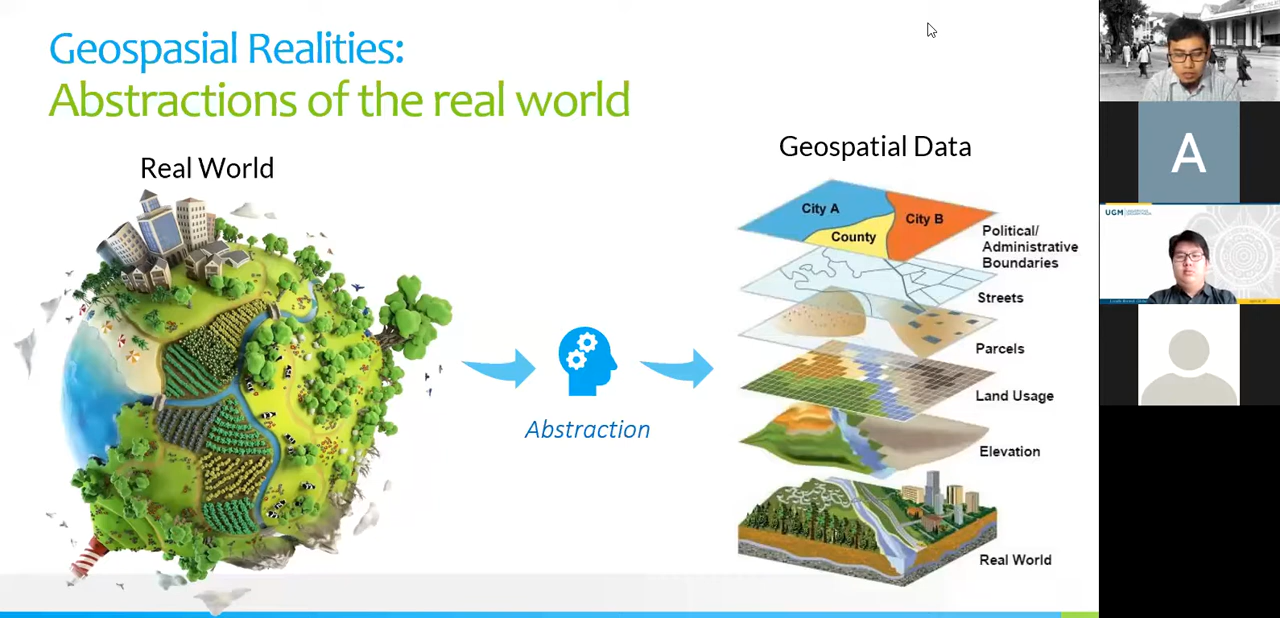 Geospasial Realities:
Abstractions of the real world
Real World
Abstraction
Geospatial Data
City A
City B
County
Political/
Administrative
Boundaries
Streets
Parcels
Land Usage
Elevation
Real World
A
UGM